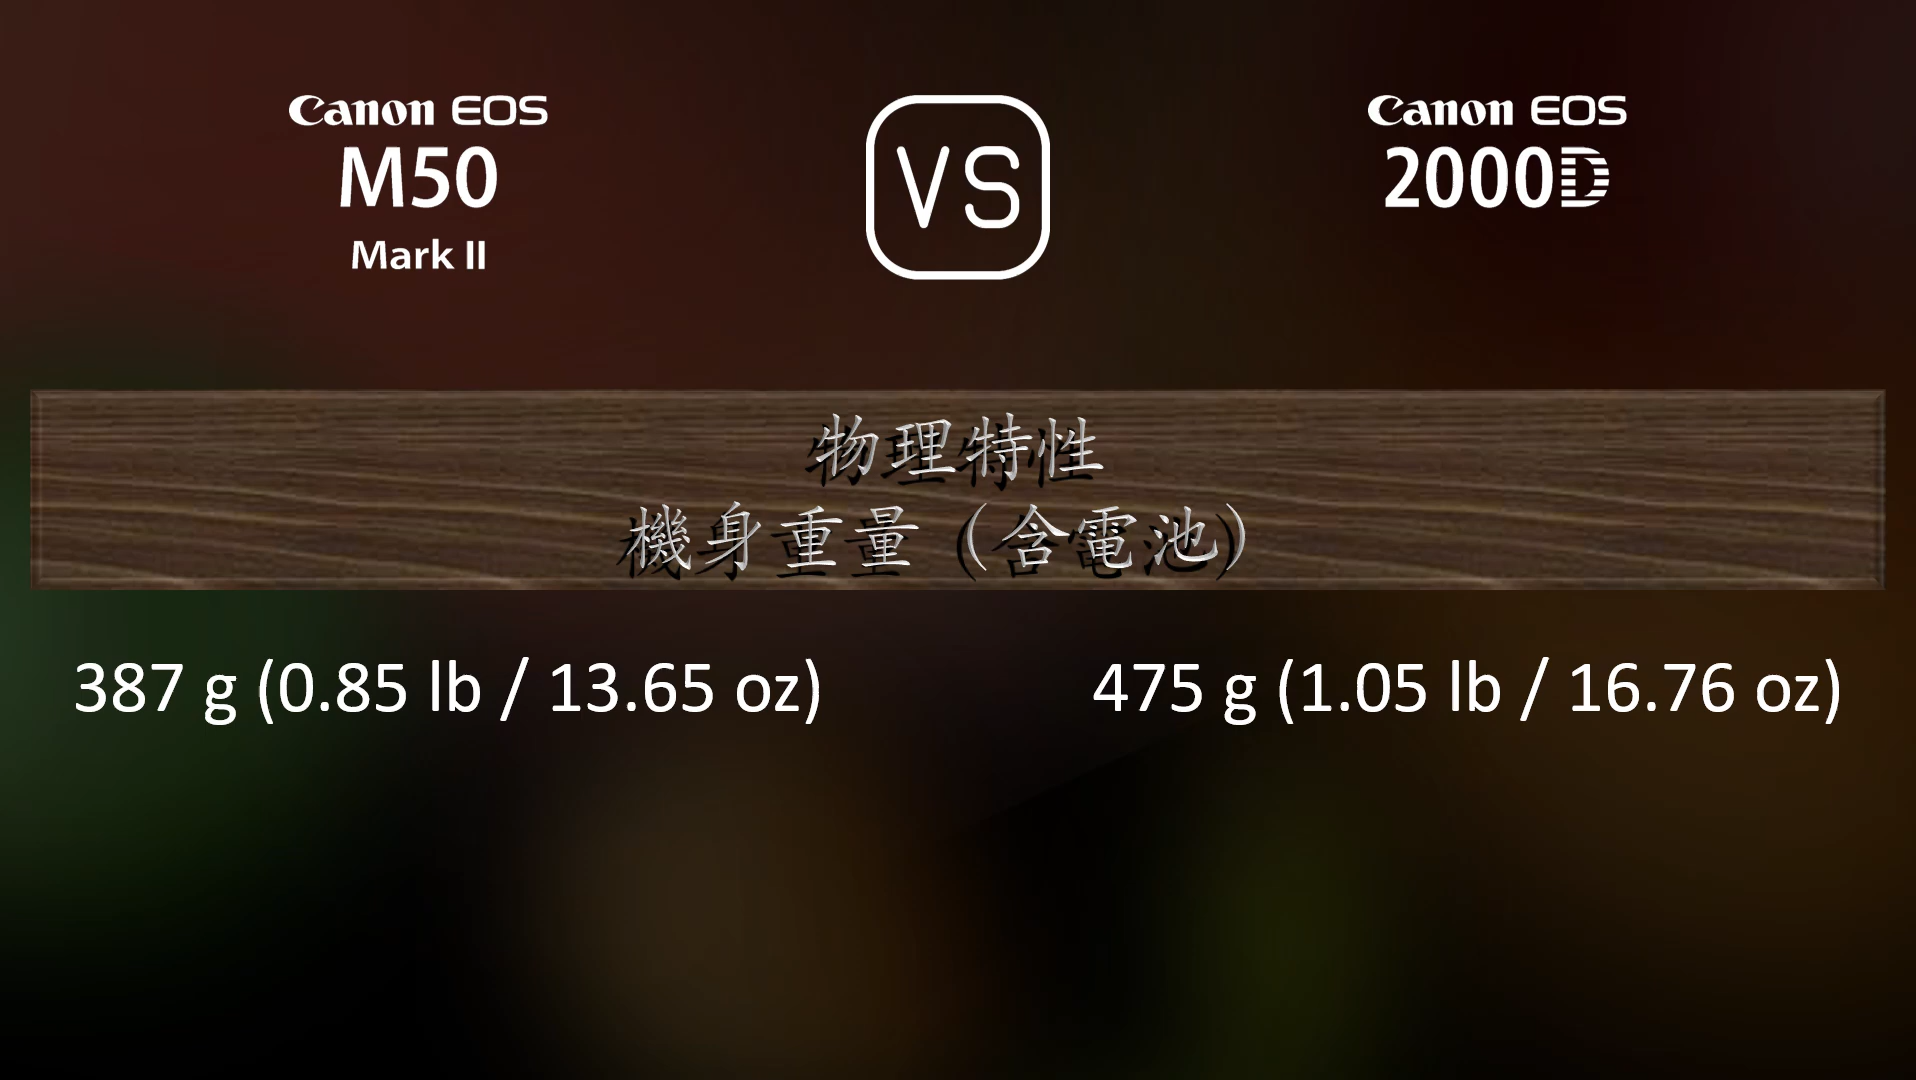 Canon EOS
M50
Mark II
VS
Canon EOS
2000D
物理特性
機身重量（含電池）
387 g (0.85 lb / 13.65 oz)
475 g (1.05 lb / 16.76 oz)